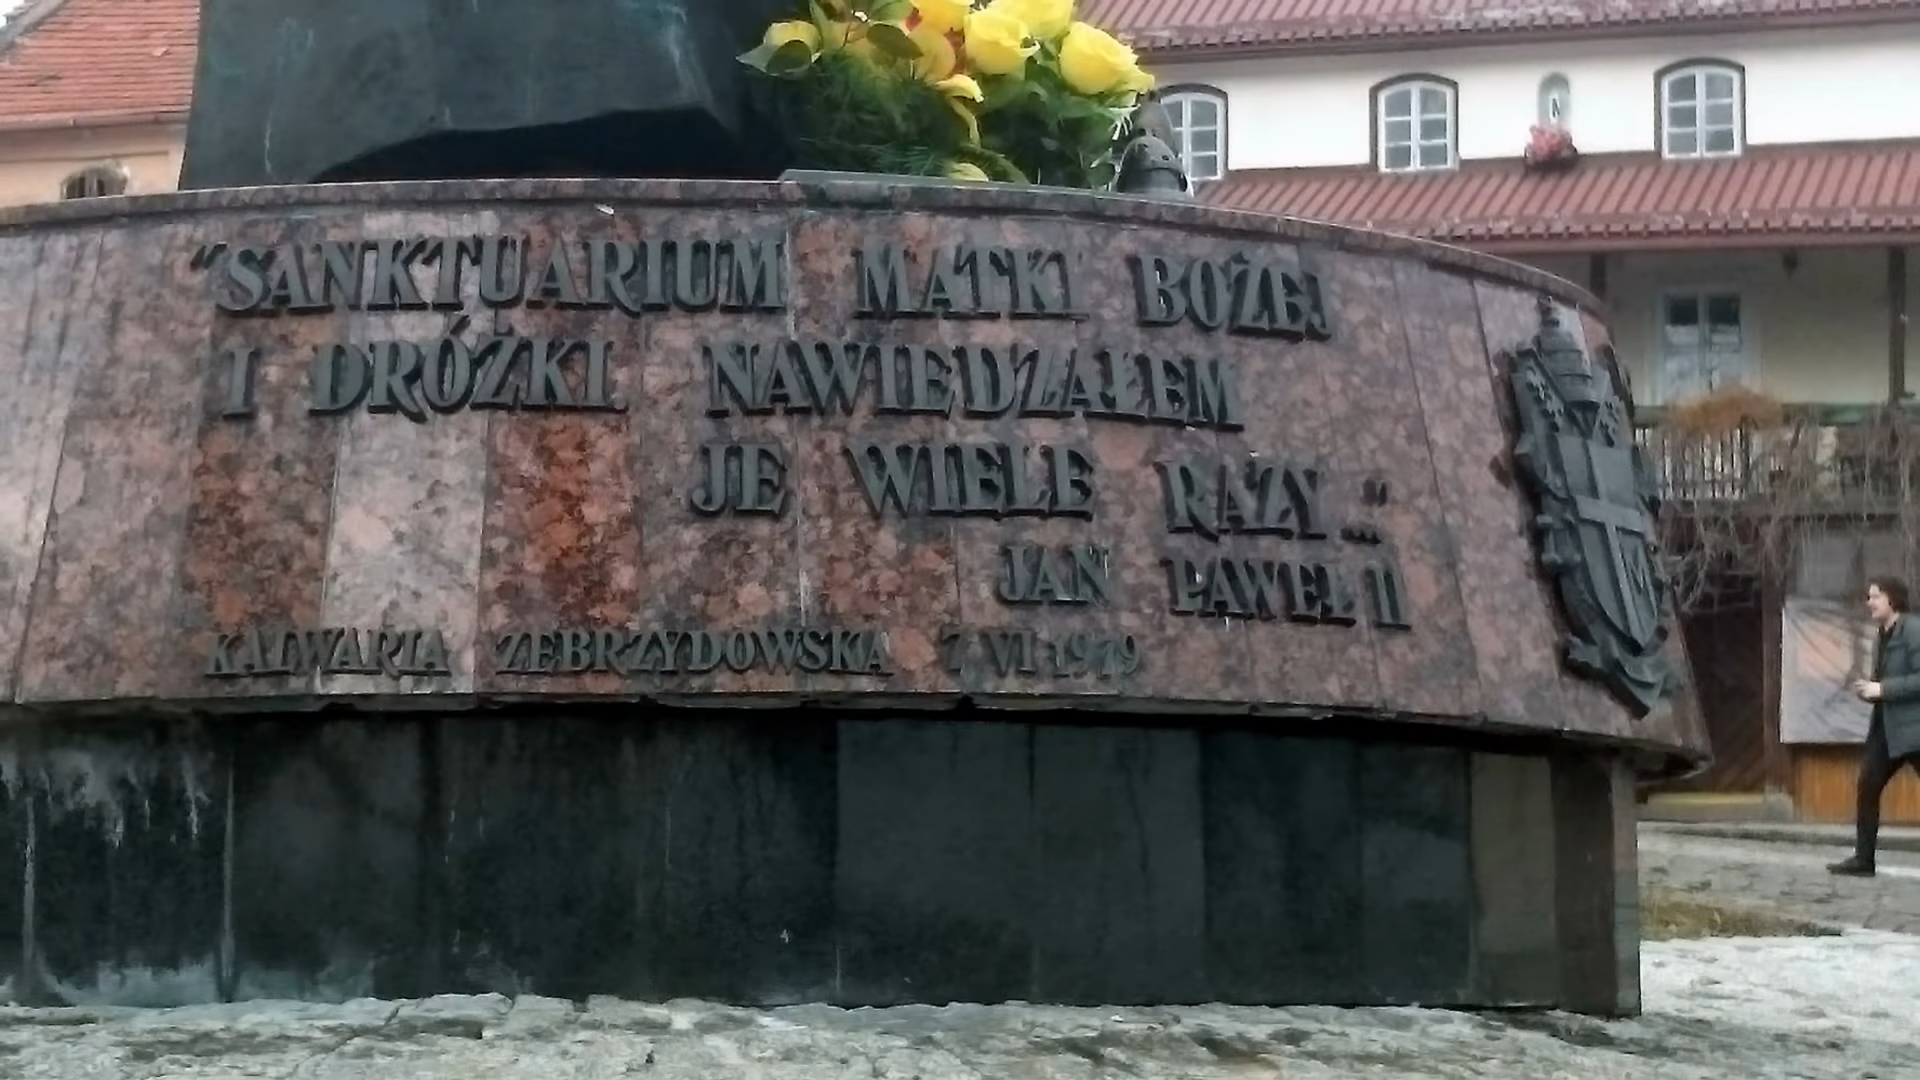 "SANKTUARIUM MATKI BOŻEJ
I DRÓŻKI NAWIEDZAŁEM
JE WIELE RAZY..."
JAN PAWEŁ II
KALWARIA ZEBRZYDOWSKA 7 VI 1979
M